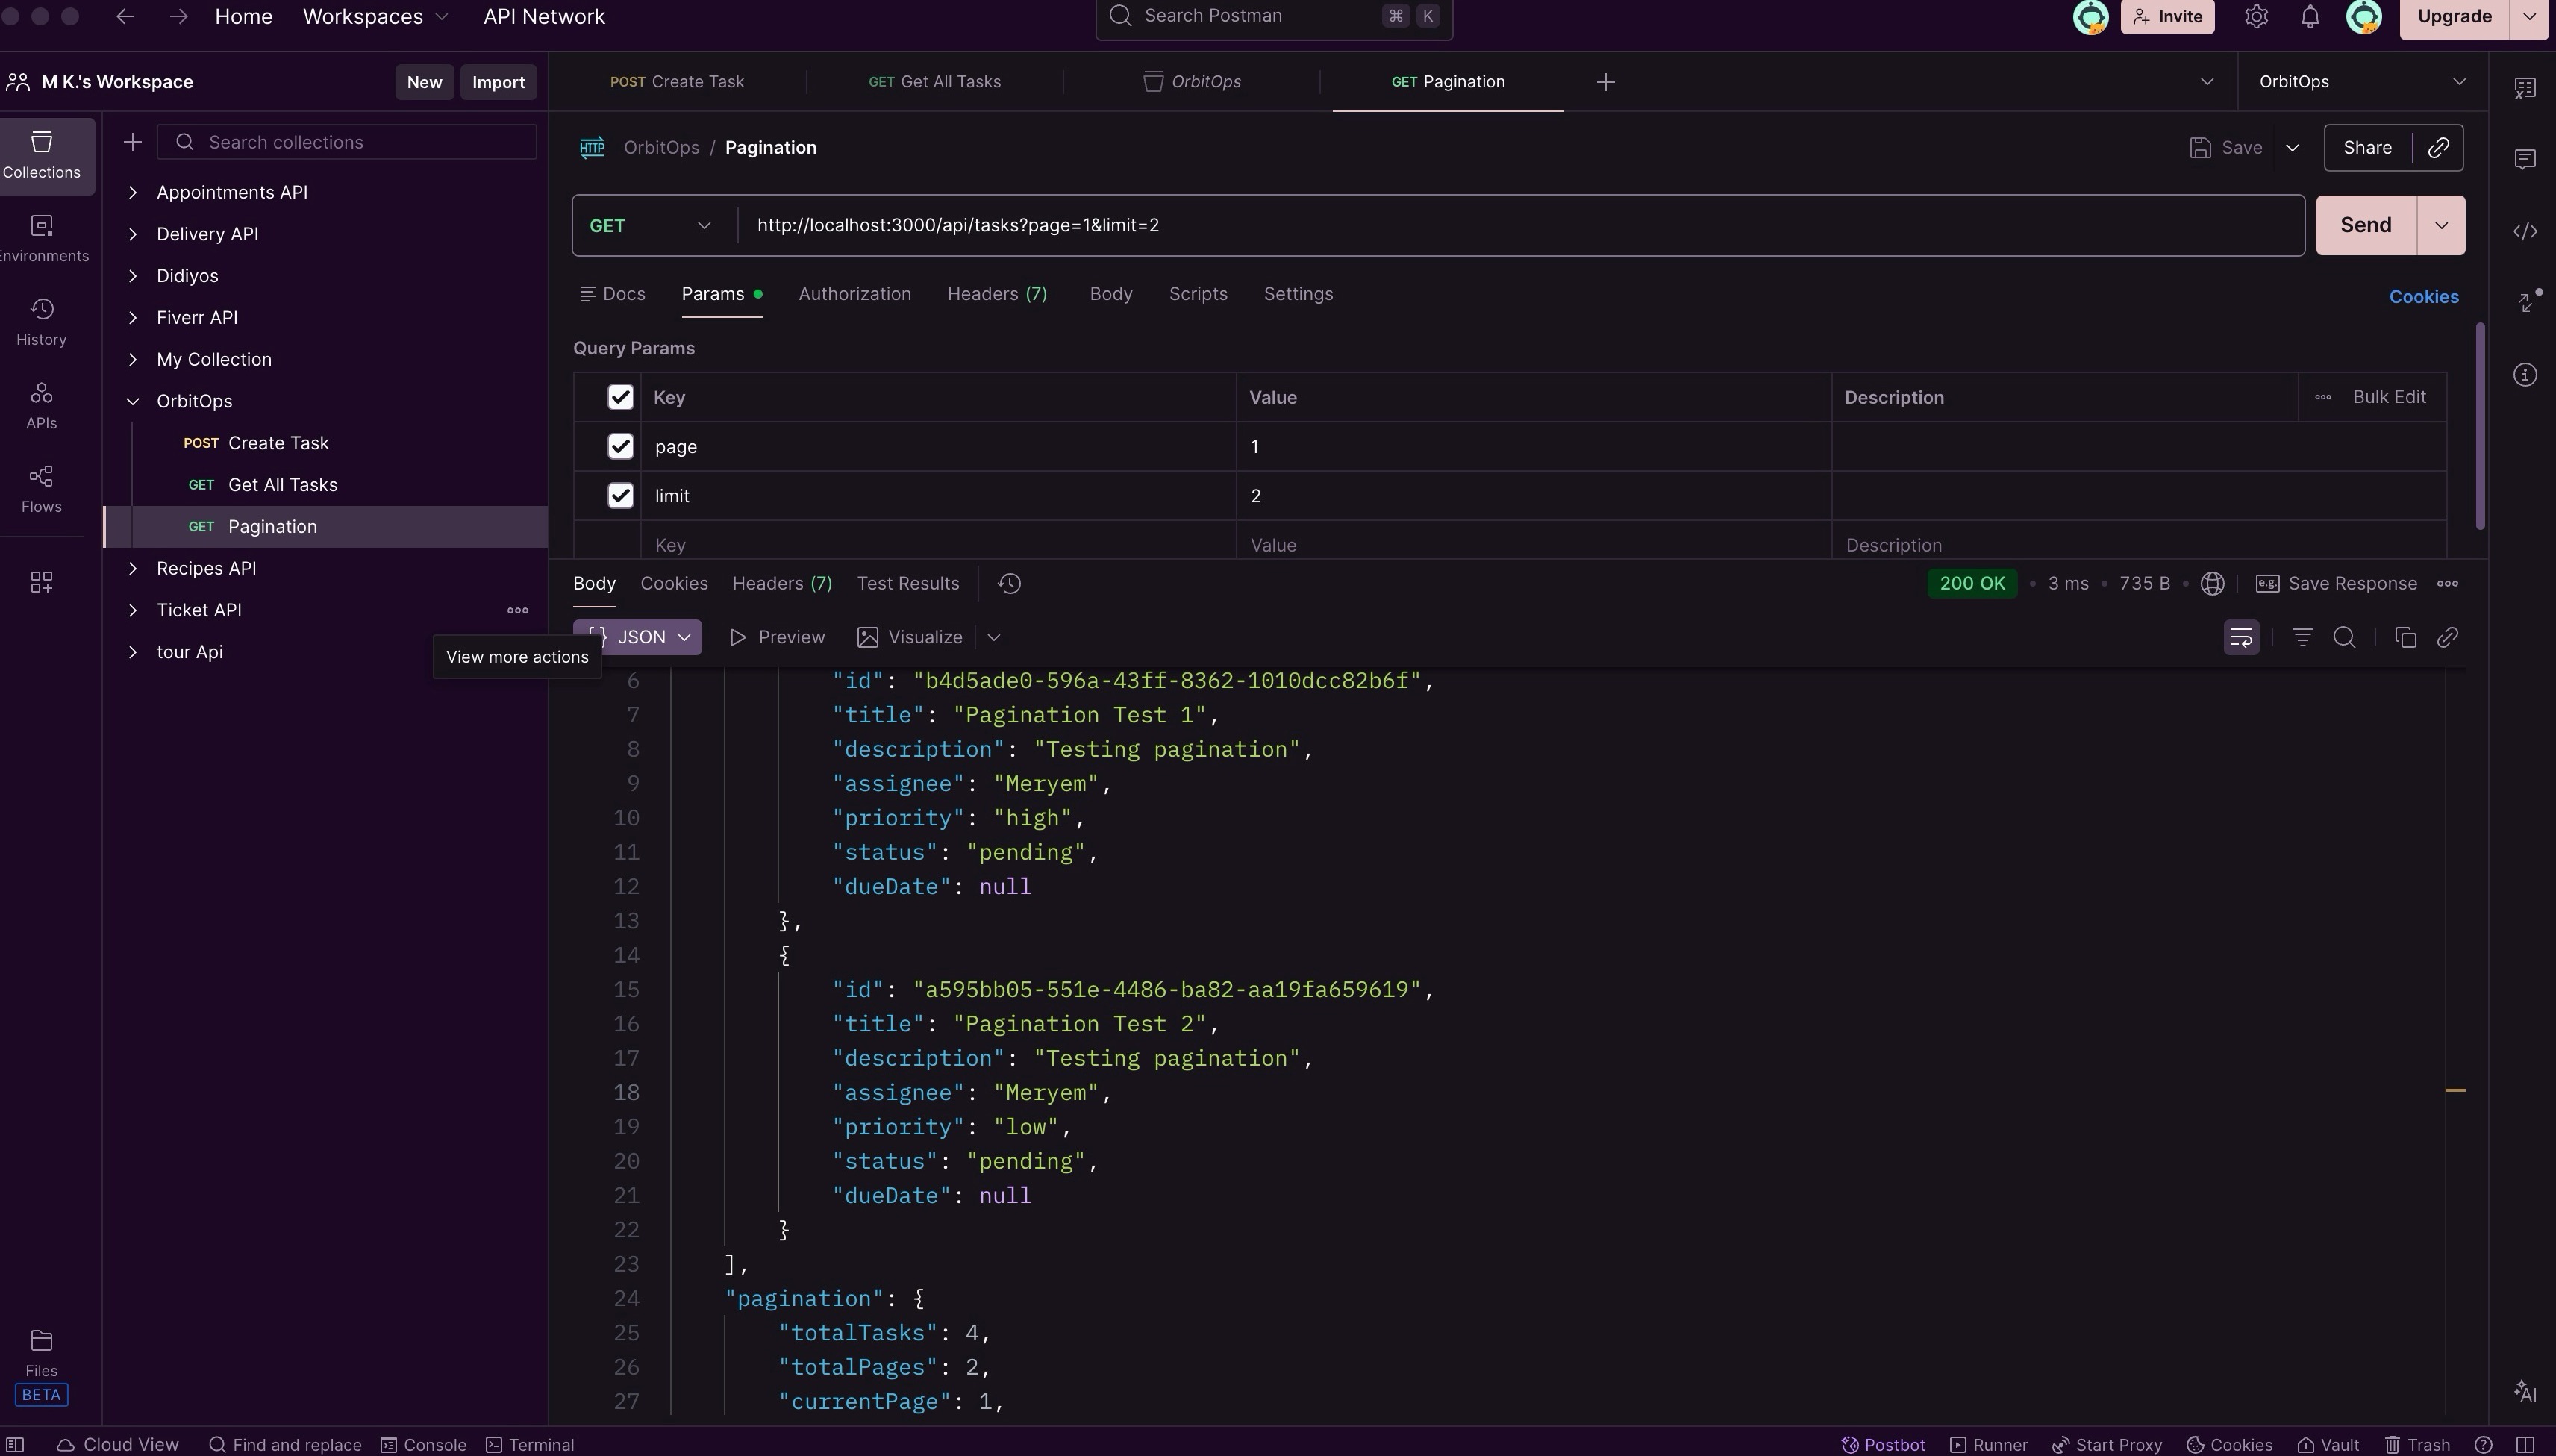 Home Workspaces API Network Search Postman ⌘ K Invite Upgrade
M K.'s Workspace New Import
POST Create Task GET Get All Tasks OrbitOps GET Pagination OrbitOps
Collections
Environments
History
APIs
Flows
Files
BETA
Search collections
Appointments API
Delivery API
Didiyos
Fiverr API
My Collection
OrbitOps
POST Create Task
GET Get All Tasks
GET Pagination
Recipes API
Ticket API
tour Api
View more actions
HTTP OrbitOps / Pagination Save Share
GET http://localhost:3000/api/tasks?page=1&limit=2 Send
Docs Params Authorization Headers (7) Body Scripts Settings Cookies
Query Params
Key Value Description Bulk Edit
page 1
limit 2
Key Value Description
Body Cookies Headers (7) Test Results 200 OK • 3 ms • 735 B • e.g. Save Response
{} JSON Preview Visualize
6 "id": "b4d5ade0-596a-43ff-8362-1010dcc82b6f",
7 "title": "Pagination Test 1",
8 "description": "Testing pagination",
9 "assignee": "Meryem",
10 "priority": "high",
11 "status": "pending",
12 "dueDate": null
13 },
14 {
15 "id": "a595bb05-551e-4486-ba82-aa19fa659619",
16 "title": "Pagination Test 2",
17 "description": "Testing pagination",
18 "assignee": "Meryem",
19 "priority": "low",
20 "status": "pending",
21 "dueDate": null
22 }
23 ],
24 "pagination": {
25 "totalTasks": 4,
26 "totalPages": 2,
27 "currentPage": 1,
AI
Cloud View Find and replace Console Terminal Postbot Runner Start Proxy Cookies Vault Trash